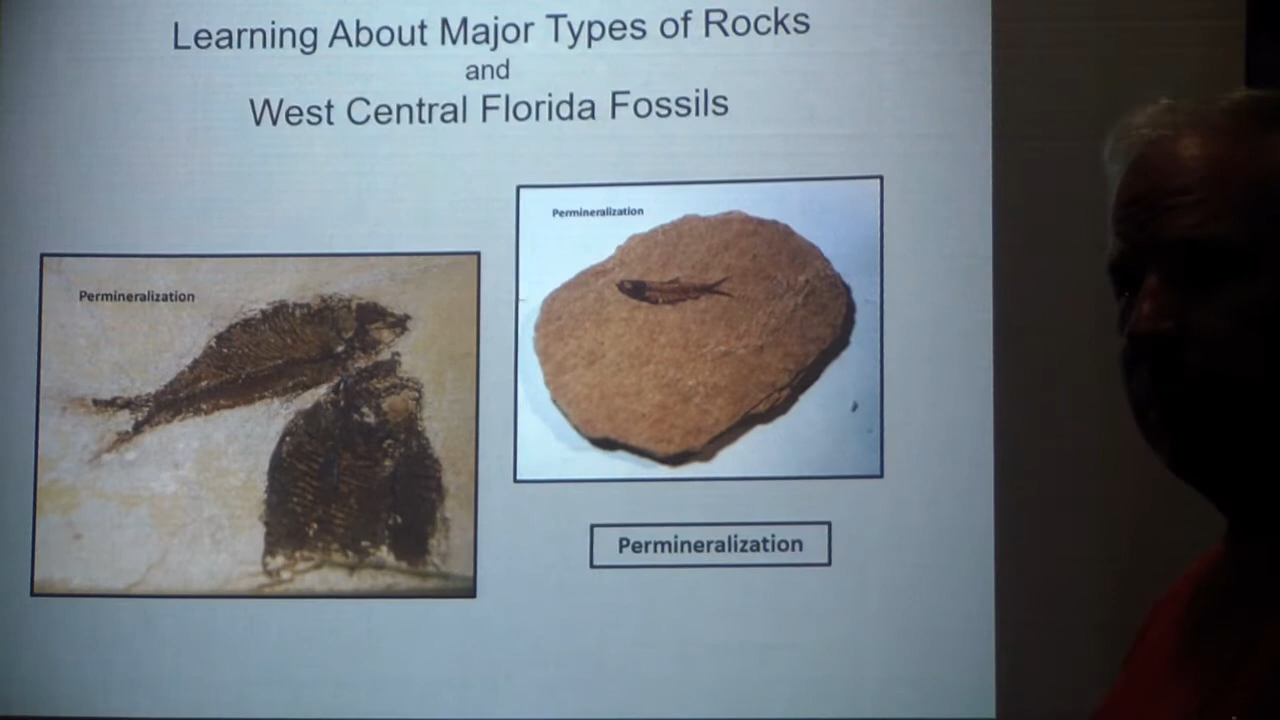 Learning About Major Types of Rocks
and
West Central Florida Fossils
Permineralization
Permineralization
Permineralization